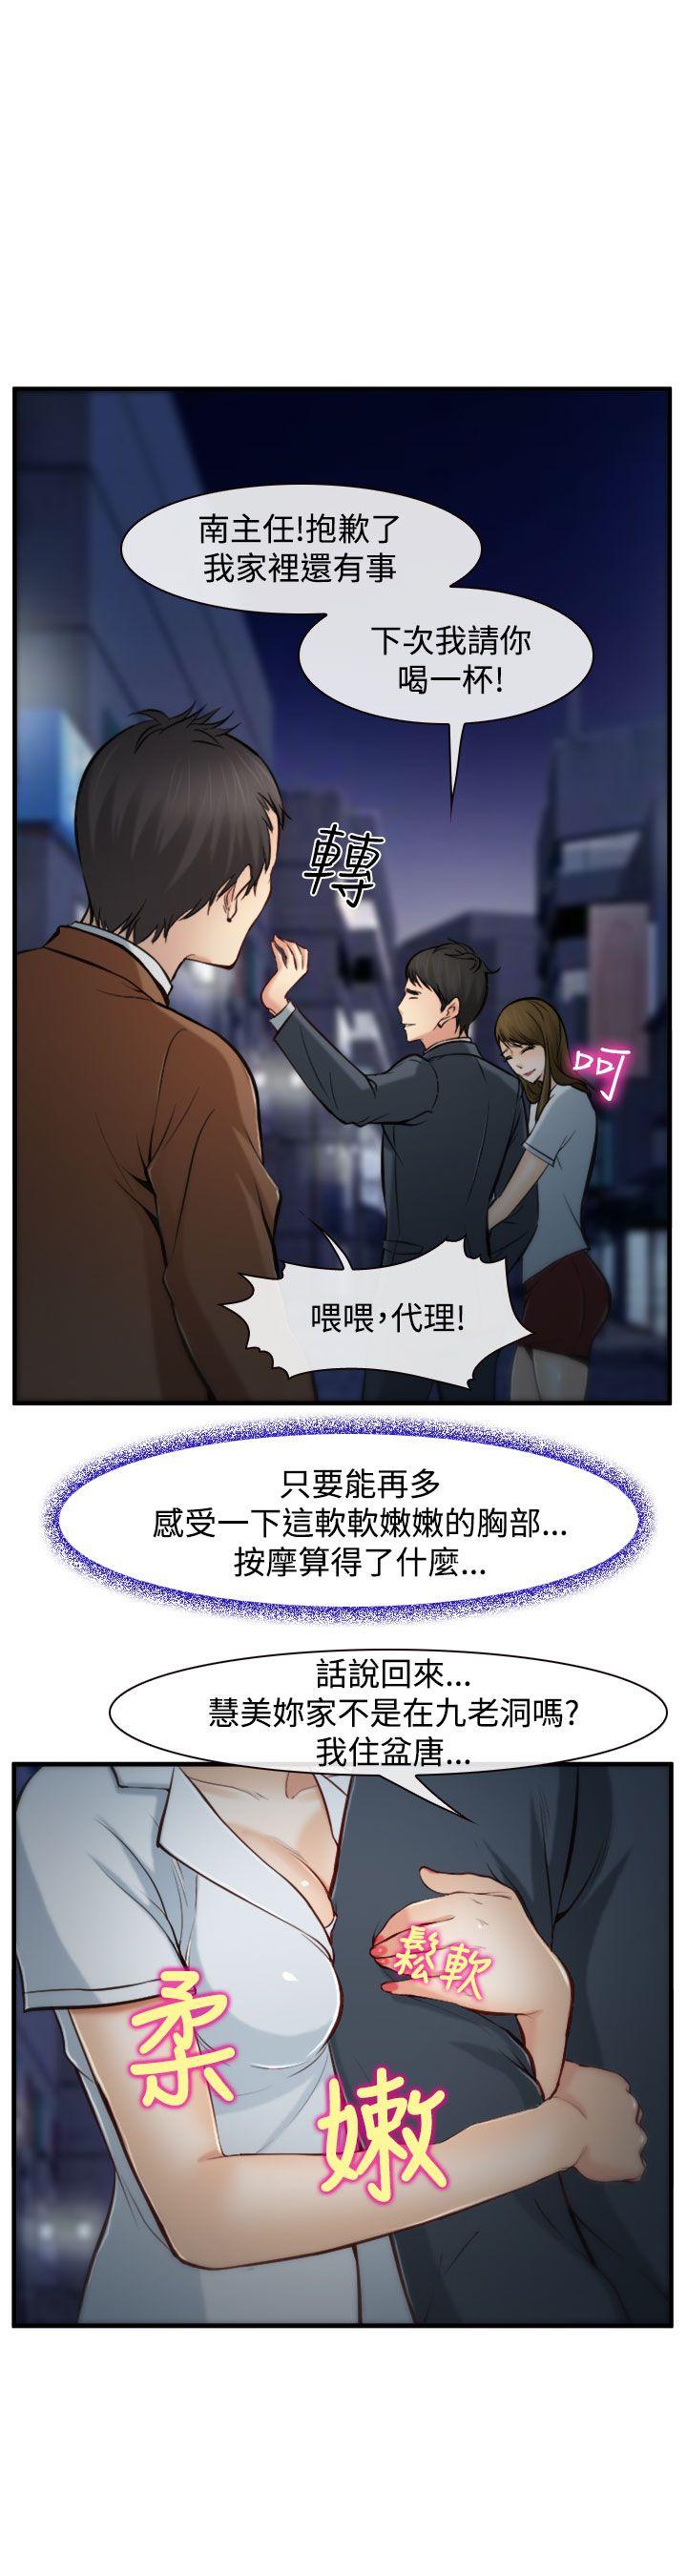 南主任!抱歉了
我家裡還有事
下次我請你
喝一杯!
轉
呵
喂喂,代理!
只要能再多
感受一下這軟軟嫩嫩的胸部...
按摩算得了什麼...
話說回來...
慧美妳家不是在九老洞嗎?
我住盆唐...
鬆軟
柔
嫩